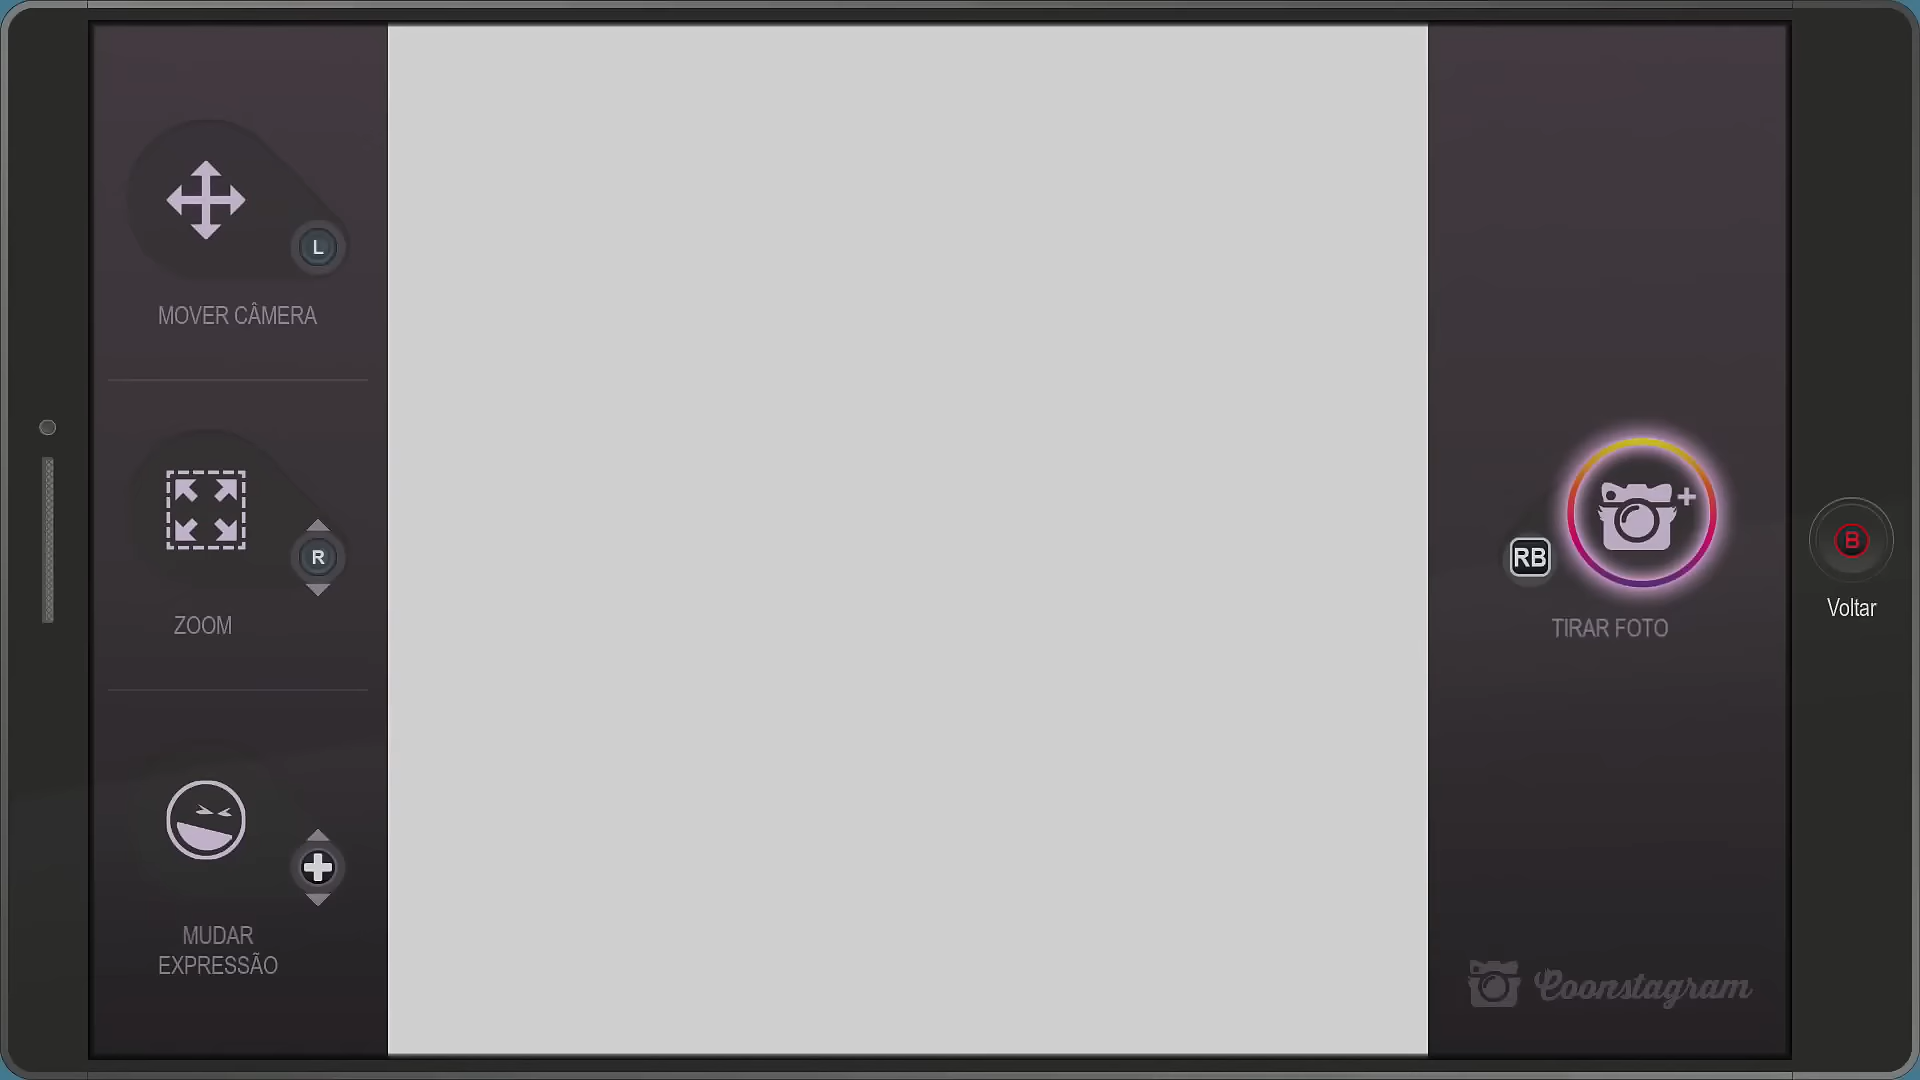 MOVER CÂMERA
L
ZOOM
R
MUDAR
EXPRESSÃO
RB
TIRAR FOTO
B
Voltar
Coonstagram